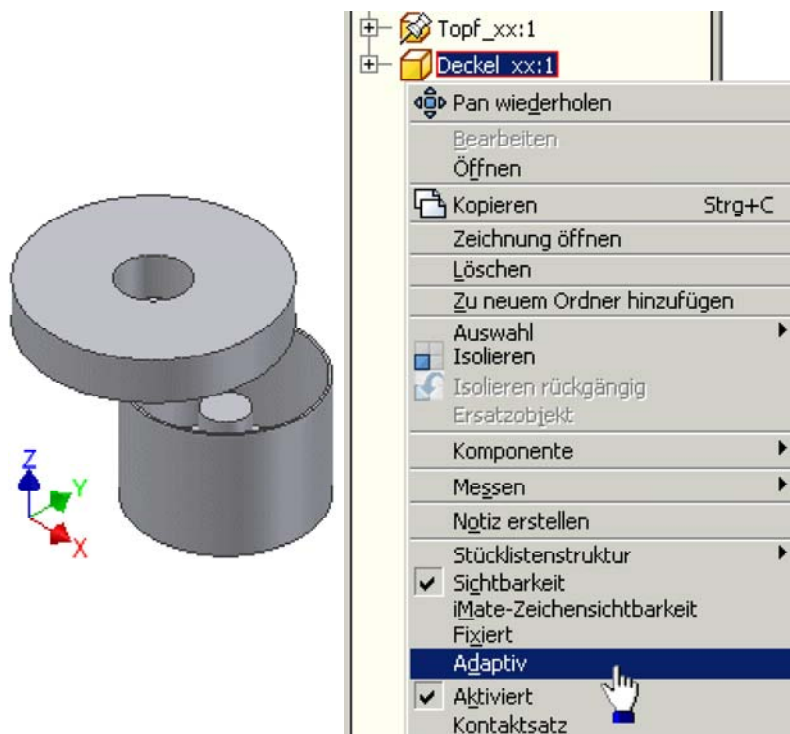 Topf_xx:1
Deckel_xx:1
Pan wiederholen
Bearbeiten
Öffnen
Kopieren Strg+C
Zeichnung öffnen
Löschen
Zu neuem Ordner hinzufügen
Auswahl
Isolieren
Isolieren rückgängig
Ersatzobjekt
Komponente
Messen
Notiz erstellen
Stücklistenstruktur
Sichtbarkeit
iMate-Zeichensichtbarkeit
Fixiert
Adaptiv
Aktiviert
Kontaktsatz
Z
Y
X